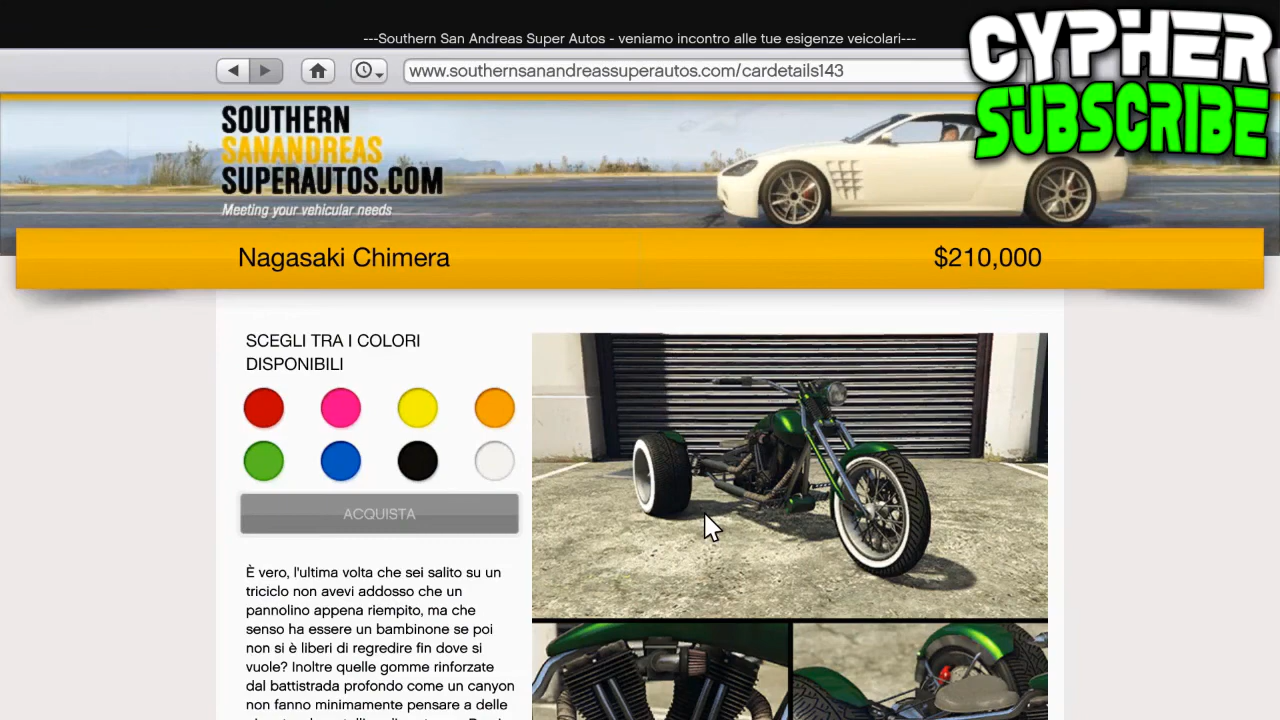 ---Southern San Andreas Super Autos - veniamo incontro alle tue esigenze veicolari---
CYPHER
SUBSCRIBE
www.southernsanandreassuperautos.com/cardetails143
SOUTHERN
SANANDREAS
SUPERAUTOS.COM
Meeting your vehicular needs
Nagasaki Chimera
$210,000
SCEGLI TRA I COLORI
DISPONIBILI
ACQUISTA
È vero, l'ultima volta che sei salito su un
triciclo non avevi addosso che un
pannolino appena riempito, ma che
senso ha essere un bambinone se poi
non si è liberi di regredire fin dove si
vuole? Inoltre quelle gomme rinforzate
dal battistrada profondo come un canyon
non fanno minimamente pensare a delle